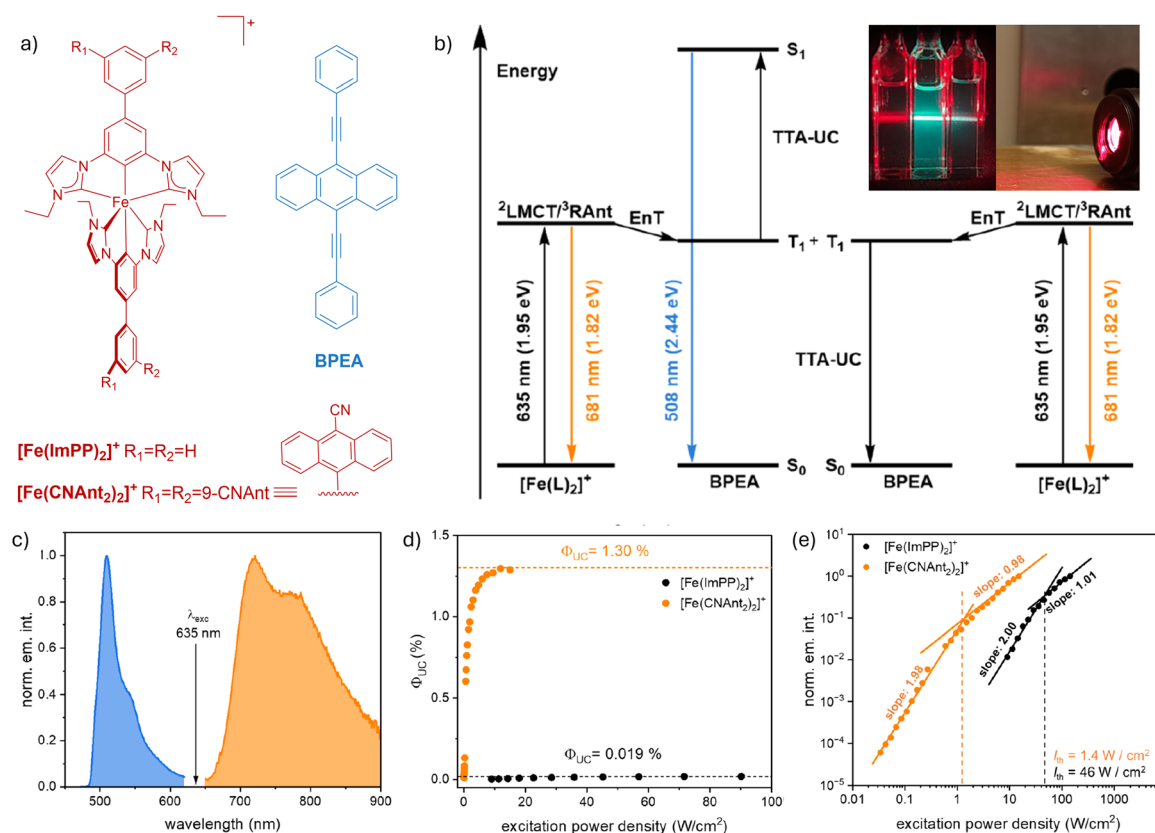 a)
]+
R1
R2
N
N
N
N
Fe
N
N
N
N
R1
R2
BPEA
CN
[Fe(ImPP)2]+ R1=R2=H
[Fe(CNAnt2)2]+ R1=R2=9-CNAnt ≡
b)
Energy
S1
TTA-UC
2LMCT/3RAnt
EnT
T1 + T1
EnT
2LMCT/3RAnt
635 nm (1.95 eV)
681 nm (1.82 eV)
508 nm (2.44 eV)
TTA-UC
635 nm (1.95 eV)
681 nm (1.82 eV)
[Fe(L)2]+
BPEA
S0
S0
BPEA
[Fe(L)2]+
c)
norm. em. int.
1.0
0.8
0.6
0.4
0.2
0.0
λexc
635 nm
500
600
700
800
900
wavelength (nm)
d)
ΦUC (%)
1.5
1.0
0.5
0.0
ΦUC= 1.30 %
[Fe(ImPP)2]+
[Fe(CNAnt2)2]+
ΦUC= 0.019 %
0
20
40
60
80
100
excitation power density (W/cm2)
(e)
norm. em. int.
10^1
10^0
10^-1
10^-2
10^-3
10^-4
10^-5
[Fe(ImPP)2]+
[Fe(CNAnt2)2]+
slope: 0.98
slope: 1.01
slope: 2.00
slope: 1.98
Ith = 1.4 W / cm2
Ith = 46 W / cm2
0.01
0.1
1
10
100
1000
excitation power density (W/cm2)